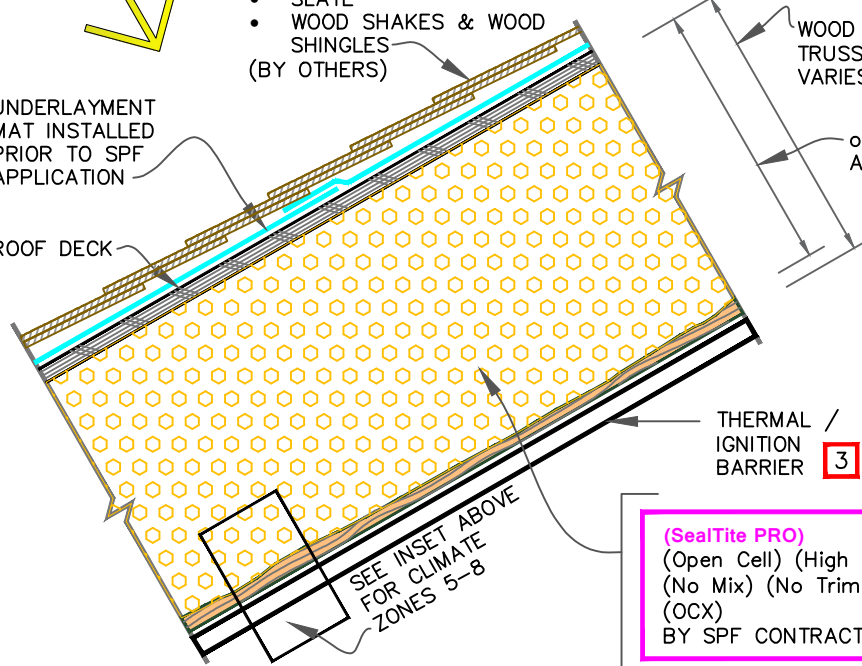 • WOOD SHAKES & WOOD
SHINGLES
(BY OTHERS)
UNDERLAYMENT
MAT INSTALLED
PRIOR TO SPF
APPLICATION
ROOF DECK
WOOD
TRUSS
VARIES
THERMAL /
IGNITION
BARRIER 3
SEE INSET ABOVE
FOR CLIMATE
ZONES 5-8
(SealTite PRO)
(Open Cell) (High
(No Mix) (No Trim
(OCX)
BY SPF CONTRACT